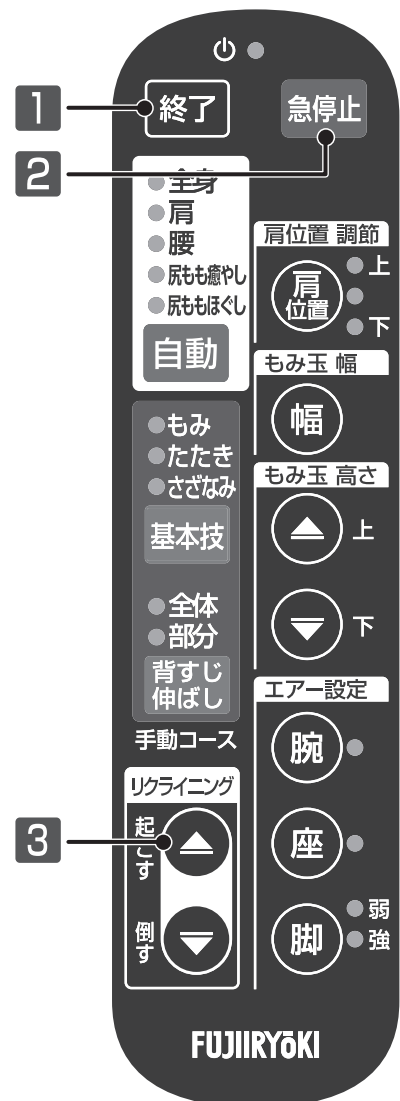 1
終了
急停止
2
全身
肩
腰
尻もも癒やし
尻ももほぐし
自動
肩位置 調節
肩
位置
上
下
もみ玉 幅
幅
もみ
たたき
さざなみ
基本技
もみ玉 高さ
上
下
全体
部分
背すじ
伸ばし
手動コース
エアー設定
腕
座
脚
弱
強
リクライニング
3
起こす
倒す
FUJIIRYōKI